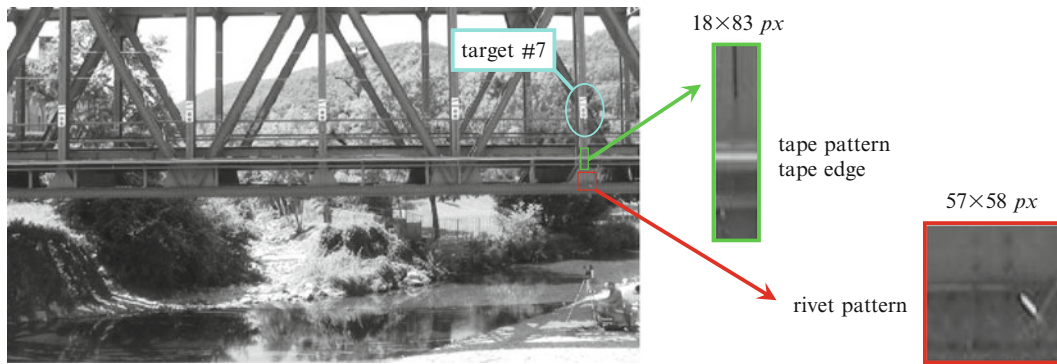 target #7
18×83 px
tape pattern
tape edge
57×58 px
rivet pattern